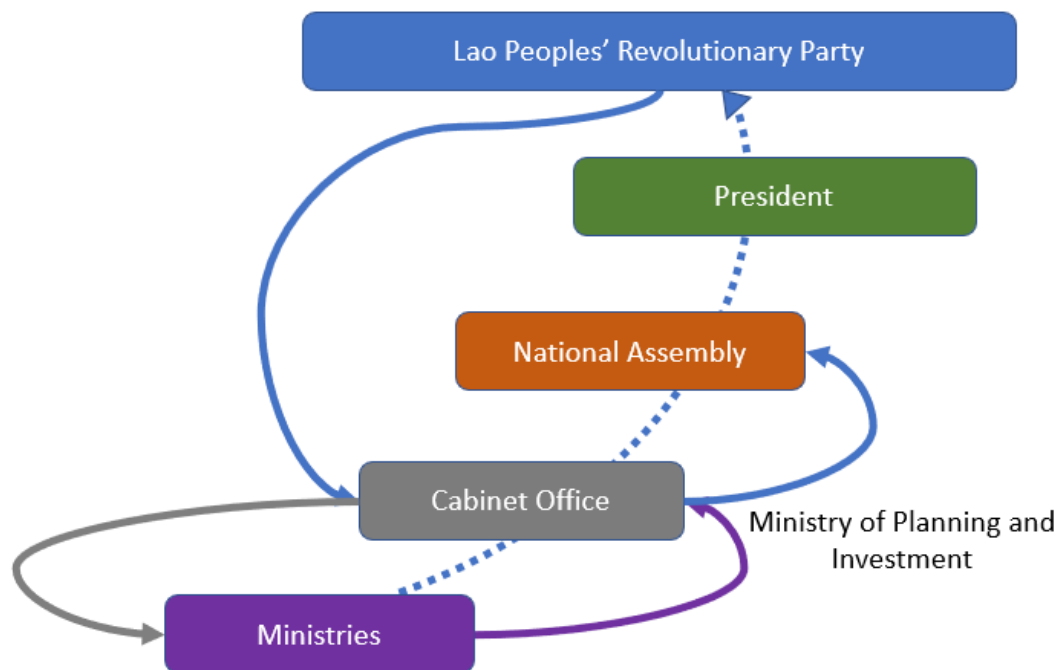 Lao Peoples’ Revolutionary Party
President
National Assembly
Cabinet Office
Ministry of Planning and
Investment
Ministries